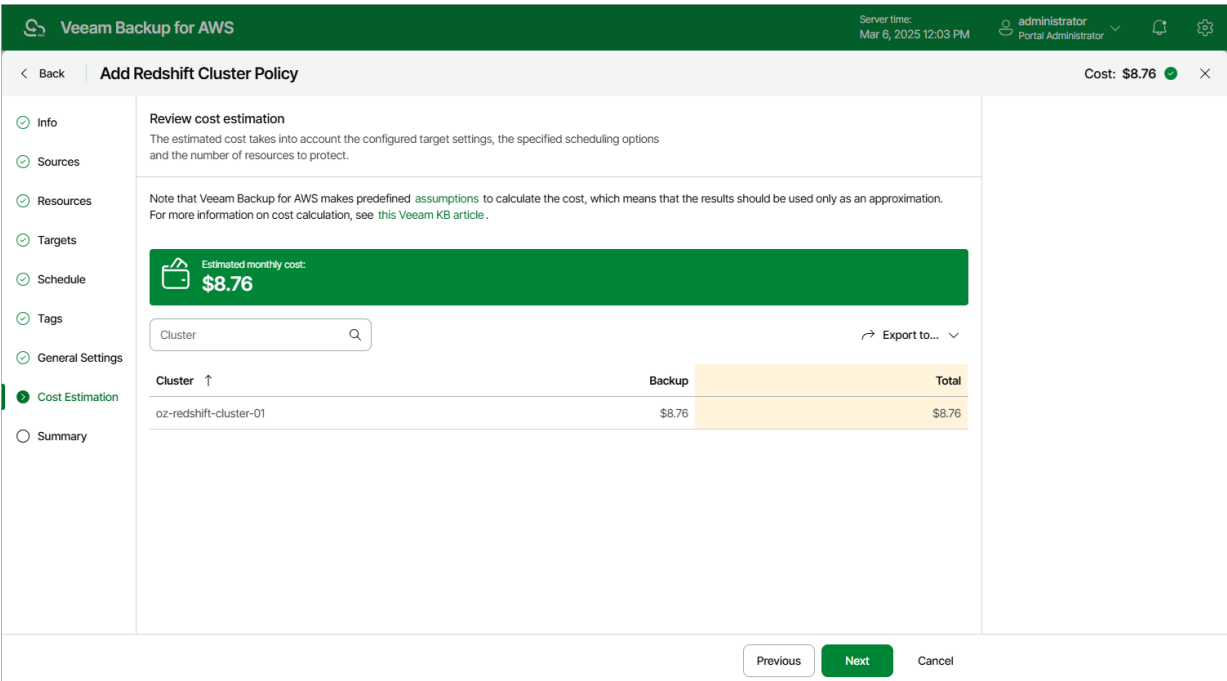 Veeam Backup for AWS
Server time:
Mar 6, 2025 12:03 PM
administrator
Portal Administrator
Back
Add Redshift Cluster Policy
Cost: $8.76
Info
Sources
Resources
Targets
Schedule
Tags
General Settings
Cost Estimation
Summary
Review cost estimation
The estimated cost takes into account the configured target settings, the specified scheduling options
and the number of resources to protect.
Note that Veeam Backup for AWS makes predefined assumptions to calculate the cost, which means that the results should be used only as an approximation.
For more information on cost calculation, see this Veeam KB article.
Estimated monthly cost:
$8.76
Cluster
Export to...
Cluster Backup Total
oz-redshift-cluster-01 $8.76 $8.76
Previous Next Cancel